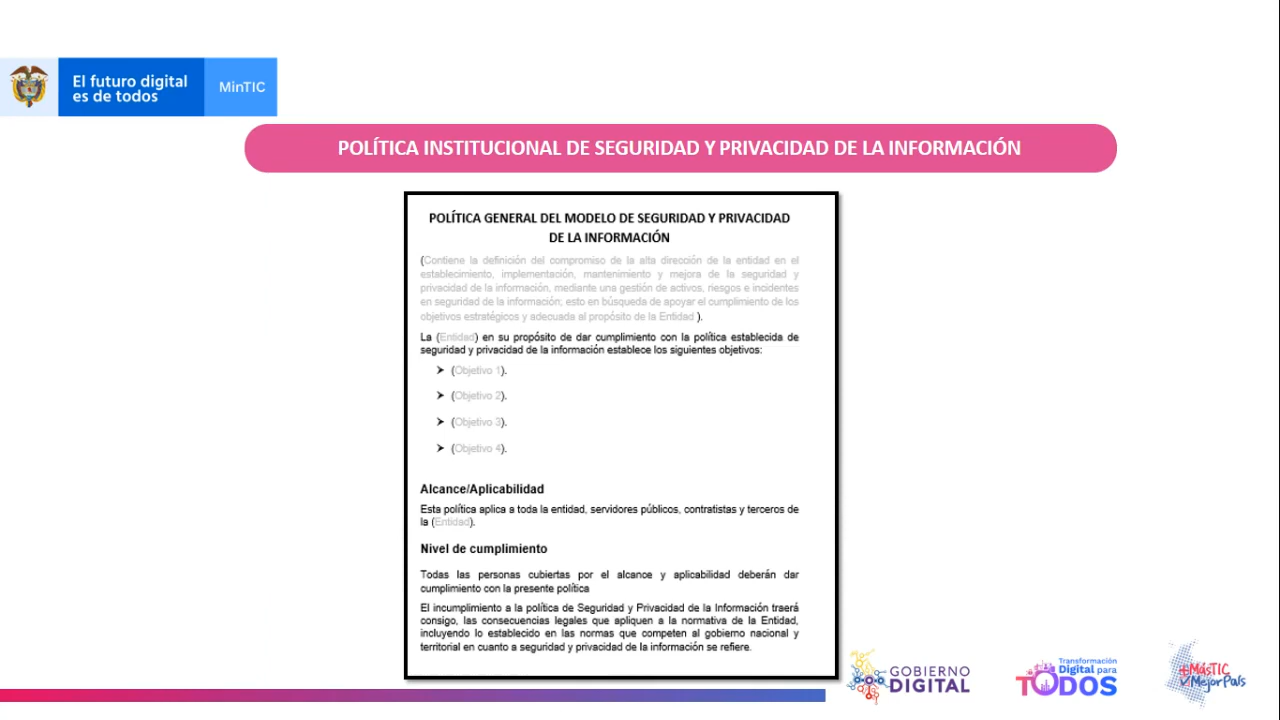 El futuro digital
es de todos
MinTIC
POLÍTICA INSTITUCIONAL DE SEGURIDAD Y PRIVACIDAD DE LA INFORMACIÓN
POLÍTICA GENERAL DEL MODELO DE SEGURIDAD Y PRIVACIDAD
DE LA INFORMACIÓN
(Contiene la definición del compromiso de la alta dirección de la entidad en el
establecimiento, implementación, mantenimiento y mejora de la seguridad y
privacidad de la información, mediante una gestión de activos, riesgos e incidentes
en seguridad de la información; esto en búsqueda de apoyar el cumplimiento de los
objetivos estratégicos y adecuada al propósito de la Entidad ).
La (Entidad) en su propósito de dar cumplimiento con la política establecida de
seguridad y privacidad de la información establece los siguientes objetivos:
➤ (Objetivo 1).
➤ (Objetivo 2).
➤ (Objetivo 3).
➤ (Objetivo 4).
Alcance/Aplicabilidad
Esta política aplica a toda la entidad, servidores públicos, contratistas y terceros de
la (Entidad).
Nivel de cumplimiento
Todas las personas cubiertas por el alcance y aplicabilidad deberán dar
cumplimiento con la presente política
El incumplimiento a la política de Seguridad y Privacidad de la Información traerá
consigo, las consecuencias legales que apliquen a la normativa de la Entidad,
incluyendo lo establecido en las normas que competen al gobierno nacional y
territorial en cuanto a seguridad y privacidad de la información se refiere.
GOBIERNO
DIGITAL
Transformación
Digital para
TODOS
+MásTIC
MejorPaís